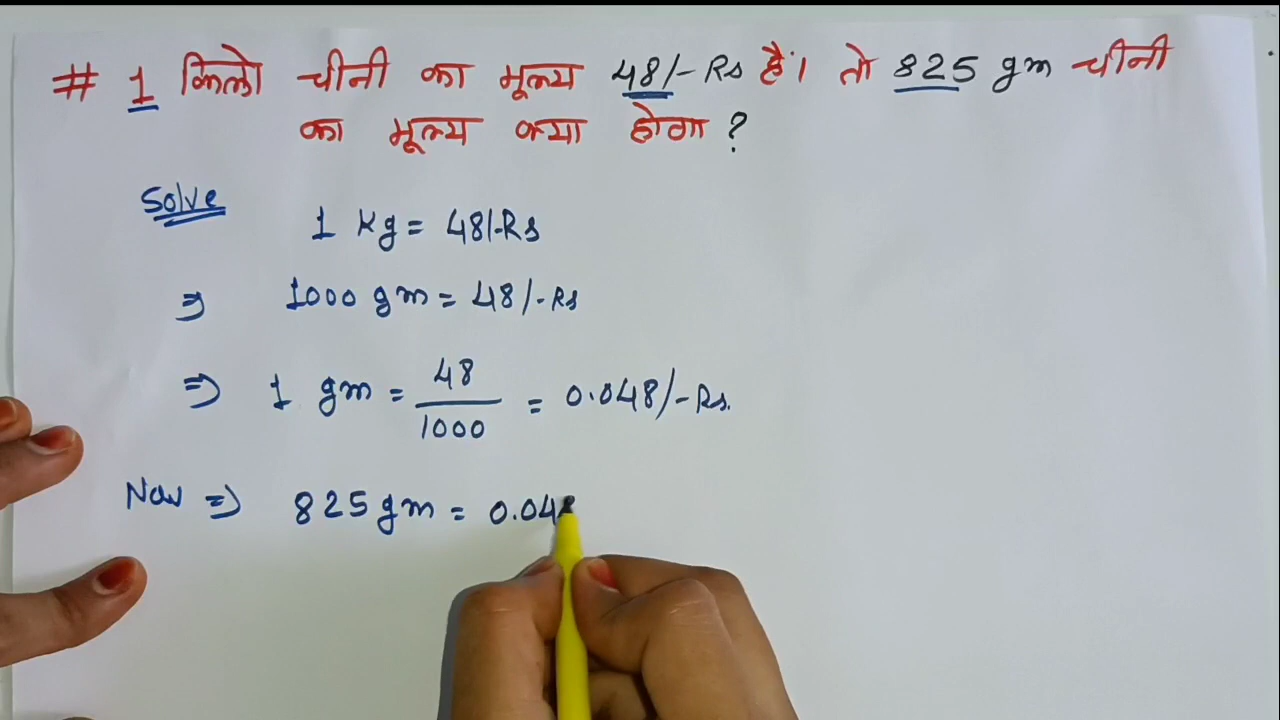 # 1 किलो चीनी का मूल्य 48/- Rs है। तो 825 gm चीनी
का मूल्य क्या होगा ?
Solve
1 Kg = 48/-Rs
⇒ 1000 gm = 48/-Rs
⇒ 1 gm = 48/1000 = 0.048/-Rs.
Now ⇒ 825 gm = 0.048